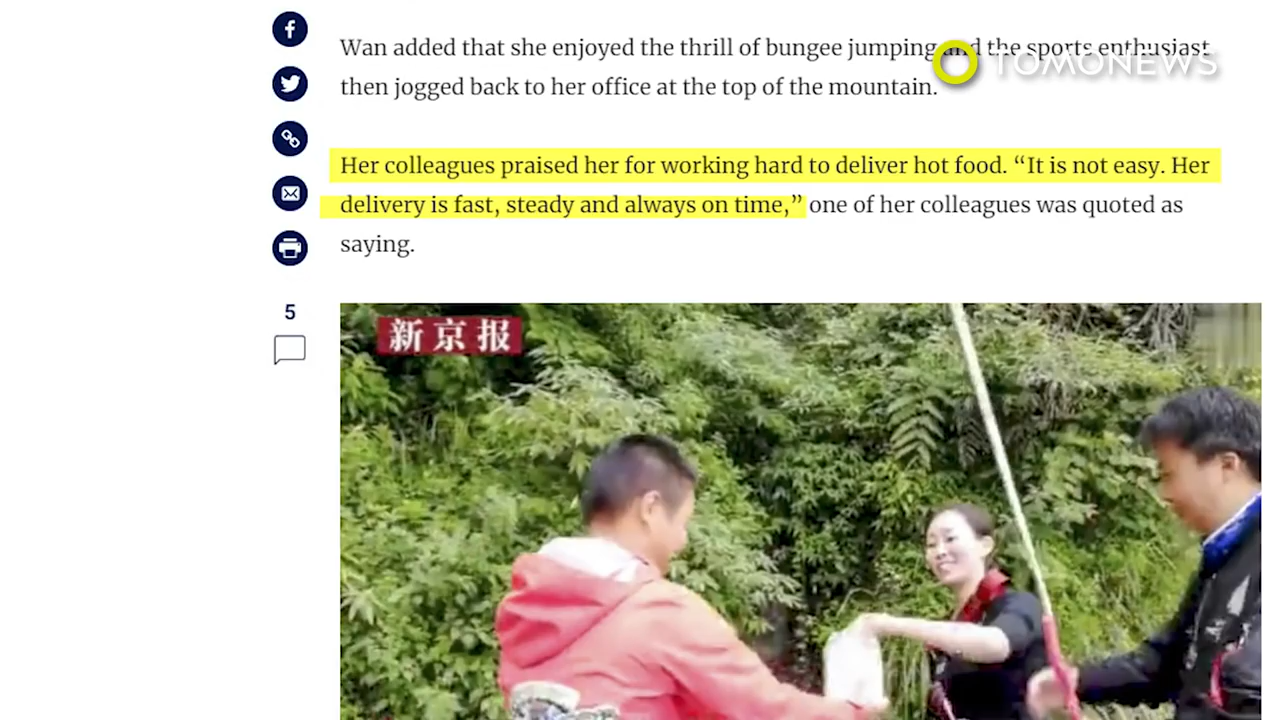 Wan added that she enjoyed the thrill of bungee jumping and the sports enthusiast
TOMONEWS
then jogged back to her office at the top of the mountain.
Her colleagues praised her for working hard to deliver hot food. “It is not easy. Her
delivery is fast, steady and always on time,” one of her colleagues was quoted as
saying.
5
新京报